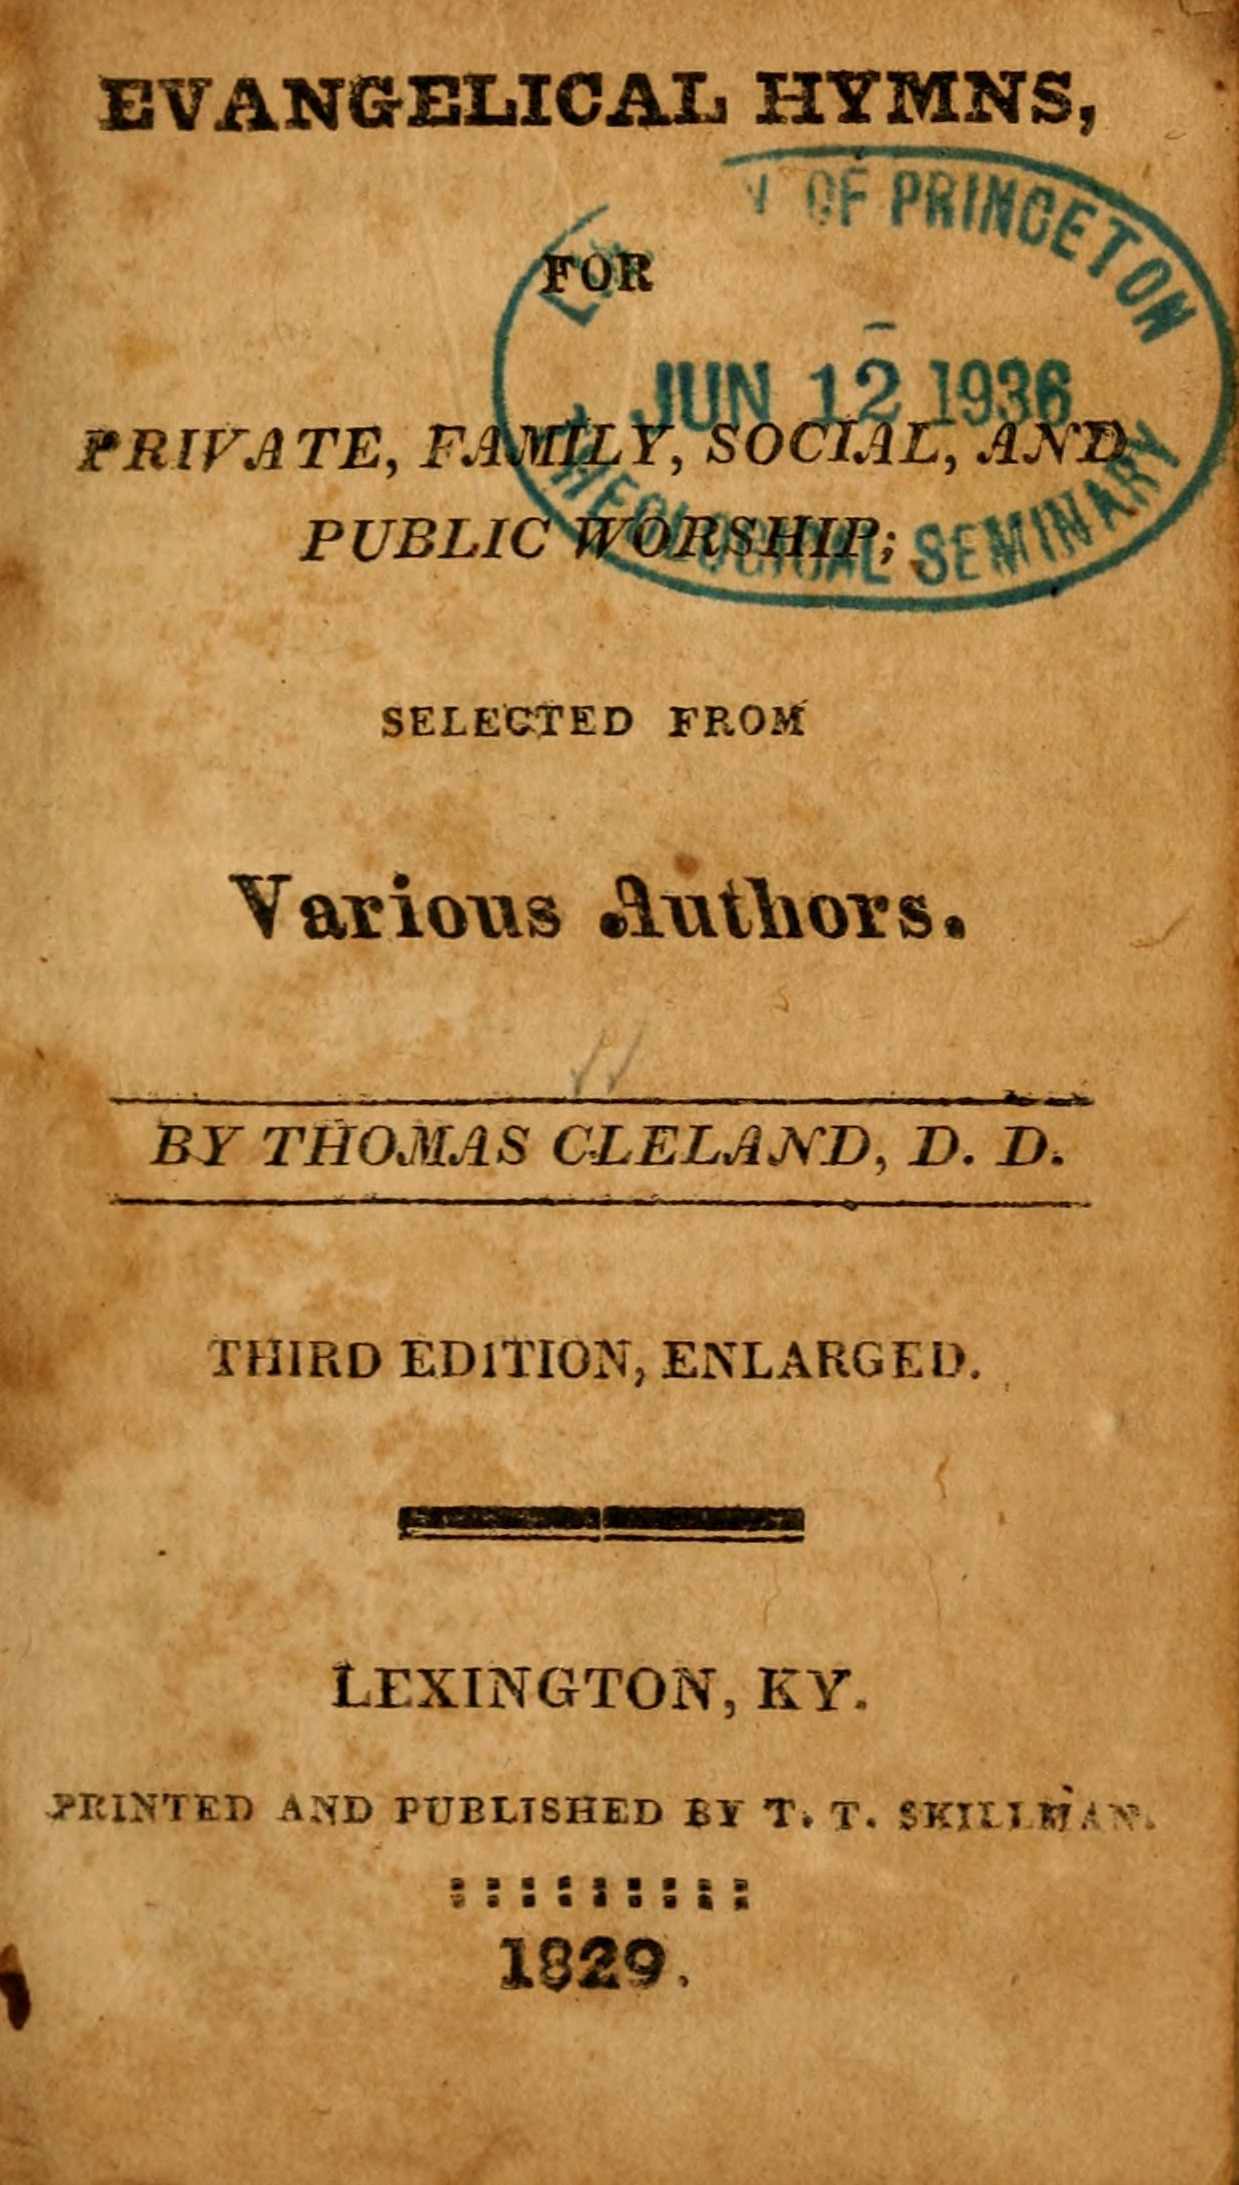 EVANGELICAL HYMNS,
FOR
PRIVATE, FAMILY, SOCIAL, AND
PUBLIC WORSHIP;
OF PRINCETON
JUN 12 1936
THEOLOGICAL SEMINARY
SELECTED FROM
Various Authors.
BY THOMAS CLELAND, D. D.
THIRD EDITION, ENLARGED.
LEXINGTON, KY.
PRINTED AND PUBLISHED BY T. T. SKILLMAN.
1829.